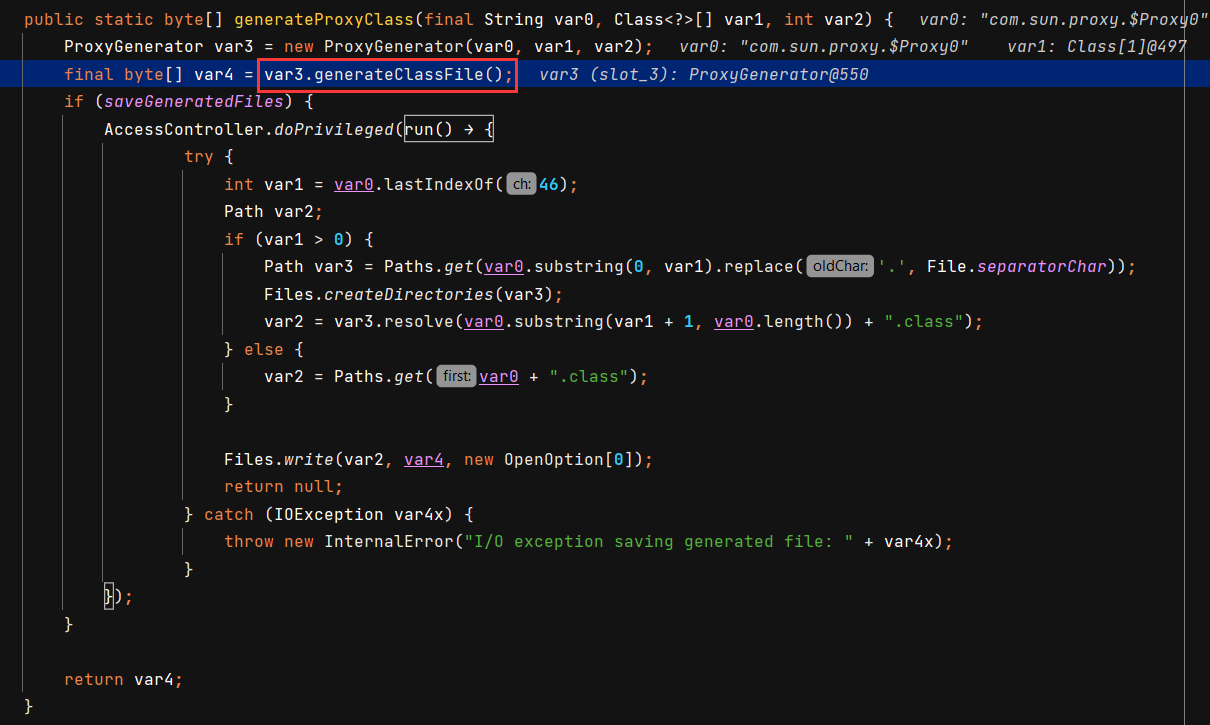 public static byte[] generateProxyClass(final String var0, Class<?>[] var1, int var2) {   var0: "com.sun.proxy.$Proxy0"
    ProxyGenerator var3 = new ProxyGenerator(var0, var1, var2);   var0: "com.sun.proxy.$Proxy0"    var1: Class[1]@497
    final byte[] var4 = var3.generateClassFile();   var3 (slot_3): ProxyGenerator@550
    if (saveGeneratedFiles) {
        AccessController.doPrivileged(run() → {
                try {
                    int var1 = var0.lastIndexOf( ch: 46);
                    Path var2;
                    if (var1 > 0) {
                        Path var3 = Paths.get(var0.substring(0, var1).replace( oldChar: '.', File.separatorChar));
                        Files.createDirectories(var3);
                        var2 = var3.resolve(var0.substring(var1 + 1, var0.length()) + ".class");
                    } else {
                        var2 = Paths.get( first: var0 + ".class");
                    }
                    Files.write(var2, var4, new OpenOption[0]);
                    return null;
                } catch (IOException var4x) {
                    throw new InternalError("I/O exception saving generated file: " + var4x);
                }
        });
    }
    return var4;
}